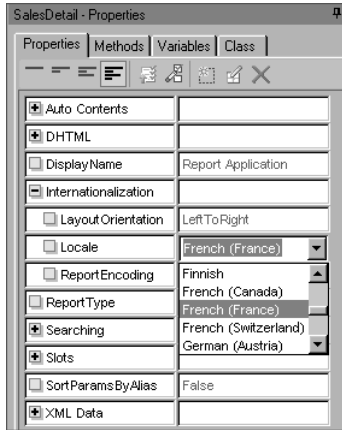 SalesDetail - Properties
Properties Methods Variables Class
Auto Contents
DHTML
DisplayName Report Application
Internationalization
LayoutOrientation LeftToRight
Locale French (France)
ReportEncoding Finnish
French (Canada)
ReportType French (France)
Searching French (Switzerland)
Slots German (Austria)
SortParamsByAlias False
XML Data